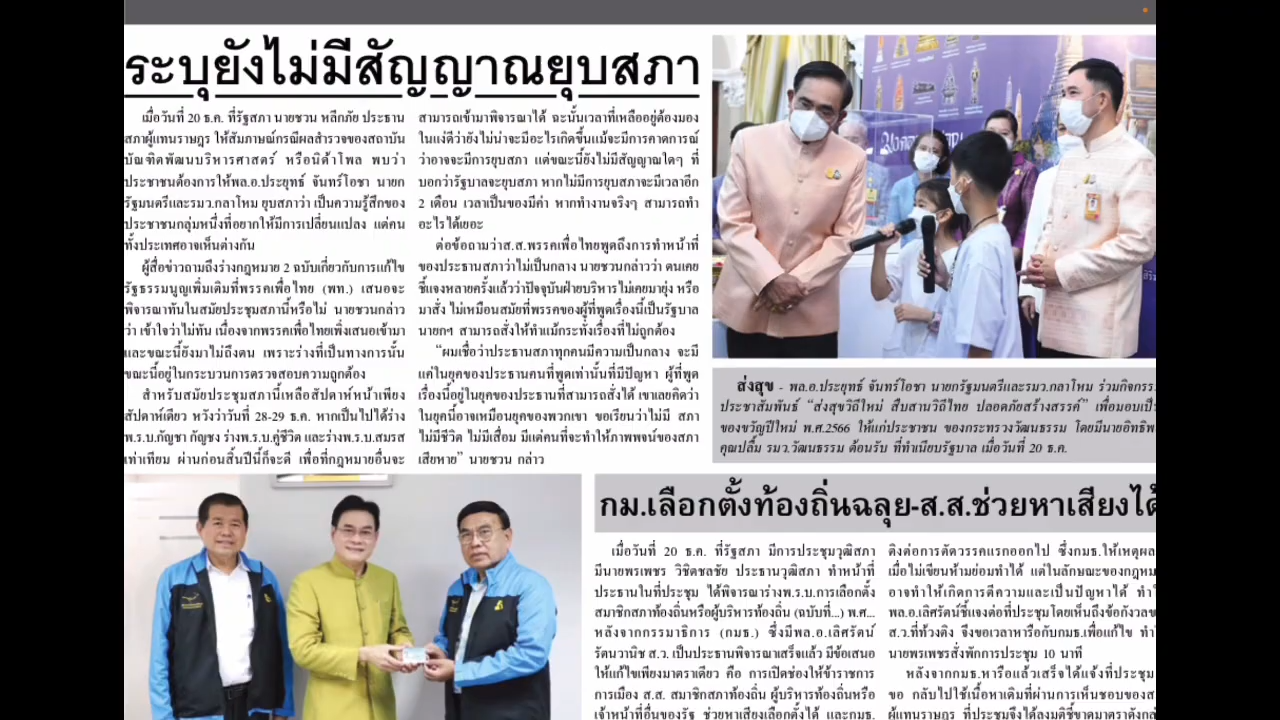 ระบุยังไม่มีสัญญาณยุบสภา
เมื่อวันที่ 20 ธ.ค. ที่รัฐสภา นายชวน หลีกภัย ประธาน
สภาผู้แทนราษฎร ให้สัมภาษณ์กรณีผลสำรวจของสถาบัน
บัณฑิตพัฒนบริหารศาสตร์ หรือนิด้าโพล พบว่า
ประชาชนต้องการให้พล.อ.ประยุทธ์ จันทร์โอชา นายก
รัฐมนตรีและรมว.กลาโหม ยุบสภาว่า เป็นความรู้สึกของ
ประชาชนกลุ่มหนึ่งที่อยากให้มีการเปลี่ยนแปลง แต่คน
ทั้งประเทศอาจเห็นต่างกัน
ผู้สื่อข่าวถามถึงร่างกฎหมาย 2 ฉบับเกี่ยวกับการแก้ไข
รัฐธรรมนูญเพิ่มเติมที่พรรคเพื่อไทย (พท.) เสนอจะ
พิจารณาทันในสมัยประชุมสภานี้หรือไม่ นายชวนกล่าว
ว่า เข้าใจว่าไม่ทัน เนื่องจากพรรคเพื่อไทยเพิ่งเสนอเข้ามา
และขณะนี้ยังมาไม่ถึงตน เพราะร่างที่เป็นทางการนั้น
ขณะนี้อยู่ในกระบวนการตรวจสอบความถูกต้อง
สำหรับสมัยประชุมสภานี้เหลือสัปดาห์หน้าเพียง
สัปดาห์เดียว หวังว่าวันที่ 28-29 ธ.ค. หากเป็นไปได้ร่าง
พ.ร.บ.กัญชา กัญชง ร่างพ.ร.บ.คู่ชีวิต และร่างพ.ร.บ.สมรส
เท่าเทียม ผ่านก่อนสิ้นปีนี้ก็จะดี เพื่อที่กฎหมายอื่นจะ
สามารถเข้ามาพิจารณาได้ ฉะนั้นเวลาที่เหลืออยู่ต้องมอง
ในแง่ดีว่ายังไม่น่าจะมีอะไรเกิดขึ้นแม้จะมีการคาดการณ์
ว่าอาจจะมีการยุบสภา แต่ขณะนี้ยังไม่มีสัญญาณใดๆ ที่
บอกว่ารัฐบาลจะยุบสภา หากไม่มีการยุบสภาจะมีเวลาอีก
2 เดือน เวลาเป็นของมีค่า หากทำงานจริงๆ สามารถทำ
อะไรได้เยอะ
ต่อข้อถามว่าส.ส.พรรคเพื่อไทยพูดถึงการทำหน้าที่
ของประธานสภาว่าไม่เป็นกลาง นายชวนกล่าวว่า ตนเคย
ชี้แจงหลายครั้งแล้วว่าปัจจุบันฝ่ายบริหารไม่เคยมายุ่ง หรือ
มาสั่ง ไม่เหมือนสมัยที่พรรคของผู้ที่พูดเรื่องนี้เป็นรัฐบาล
นายกฯ สามารถสั่งให้ทำแม้กระทั่งเรื่องที่ไม่ถูกต้อง
“ผมเชื่อว่าประธานสภาทุกคนมีความเป็นกลาง จะมี
แค่ในยุคของประธานคนที่พูดเท่านั้นที่มีปัญหา ผู้ที่พูด
เรื่องนี้อยู่ในยุคของประธานที่สามารถสั่งได้ เขาเลยคิดว่า
ในยุคนี้อาจเหมือนยุคของพวกเขา ขอเรียนว่าไม่มี สภา
ไม่มีชีวิต ไม่มีเสื่อม มีแต่คนที่จะทำให้ภาพพจน์ของสภา
เสียหาย” นายชวน กล่าว
ส่งสุข - พล.อ.ประยุทธ์ จันทร์โอชา นายกรัฐมนตรีและรมว.กลาโหม ร่วมกิจกรร
ประชาสัมพันธ์ “ส่งสุขวิถีใหม่ สืบสานวิถีไทย ปลอดภัยสร้างสรรค์” เพื่อมอบเป็
ของขวัญปีใหม่ พ.ศ.2566 ให้แก่ประชาชน ของกระทรวงวัฒนธรรม โดยมีนายอิทธิพ
คุณปลื้ม รมว.วัฒนธรรม ต้อนรับ ที่ทำเนียบรัฐบาล เมื่อวันที่ 20 ธ.ค.
กม.เลือกตั้งท้องถิ่นฉลุย-ส.ส.ช่วยหาเสียงได้
เมื่อวันที่ 20 ธ.ค. ที่รัฐสภา มีการประชุมวุฒิสภา
มีนายพรเพชร วิชิตชลชัย ประธานวุฒิสภา ทำหน้าที่
ประธานในที่ประชุม ได้พิจารณาร่างพ.ร.บ.การเลือกตั้ง
สมาชิกสภาท้องถิ่นหรือผู้บริหารท้องถิ่น (ฉบับที่...) พ.ศ...
หลังจากกรรมาธิการ (กมธ.) ซึ่งมีพล.อ.เลิศรัตน์
รัตนวานิช ส.ว. เป็นประธานพิจารณาเสร็จแล้ว มีข้อเสนอ
ให้แก้ไขเพียงมาตราเดียว คือ การเปิดช่องให้ข้าราชการ
การเมือง ส.ส. สมาชิกสภาท้องถิ่น ผู้บริหารท้องถิ่นหรือ
เจ้าหน้าที่อื่นของรัฐ ช่วยหาเสียงเลือกตั้งได้ และกมธ.
ติงต่อการตัดวรรคแรกออกไป ซึ่งกมธ.ให้เหตุผล
เมื่อไม่เขียนห้ามย่อมทำได้ แต่ในลักษณะของกฎหม
อาจทำให้เกิดการตีความและเป็นปัญหาได้ ทำ
พล.อ.เลิศรัตน์ชี้แจงต่อที่ประชุมโดยเห็นถึงข้อกังวลข
ส.ว.ที่ท้วงติง จึงขอเวลาหารือกับกมธ.เพื่อแก้ไข ทำ
นายพรเพชรสั่งพักการประชุม 10 นาที
หลังจากกมธ.หารือแล้วเสร็จได้แจ้งที่ประชุม
ขอ กลับไปใช้เนื้อหาเดิมที่ผ่านการเห็นชอบของส
ผู้แทนราษฎร ที่ประชุมจึงได้ลงมติชี้ขาดมาตราดังกล่